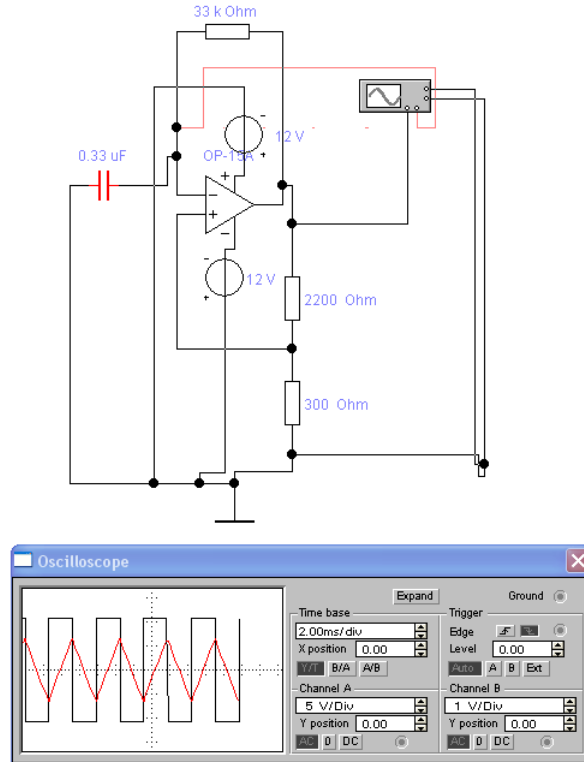 33 k Ohm
12 V
0.33 uF
OP-15A
12 V
2200 Ohm
300 Ohm
Oscilloscope
Expand
Ground
Time base
Trigger
2.00ms/div
Edge
X position 0.00
Level 0.00
Y/T B/A A/B
Auto A B Ext
Channel A
Channel B
5 V/Div
1 V/Div
Y position 0.00
Y position 0.00
AC 0 DC
AC 0 DC